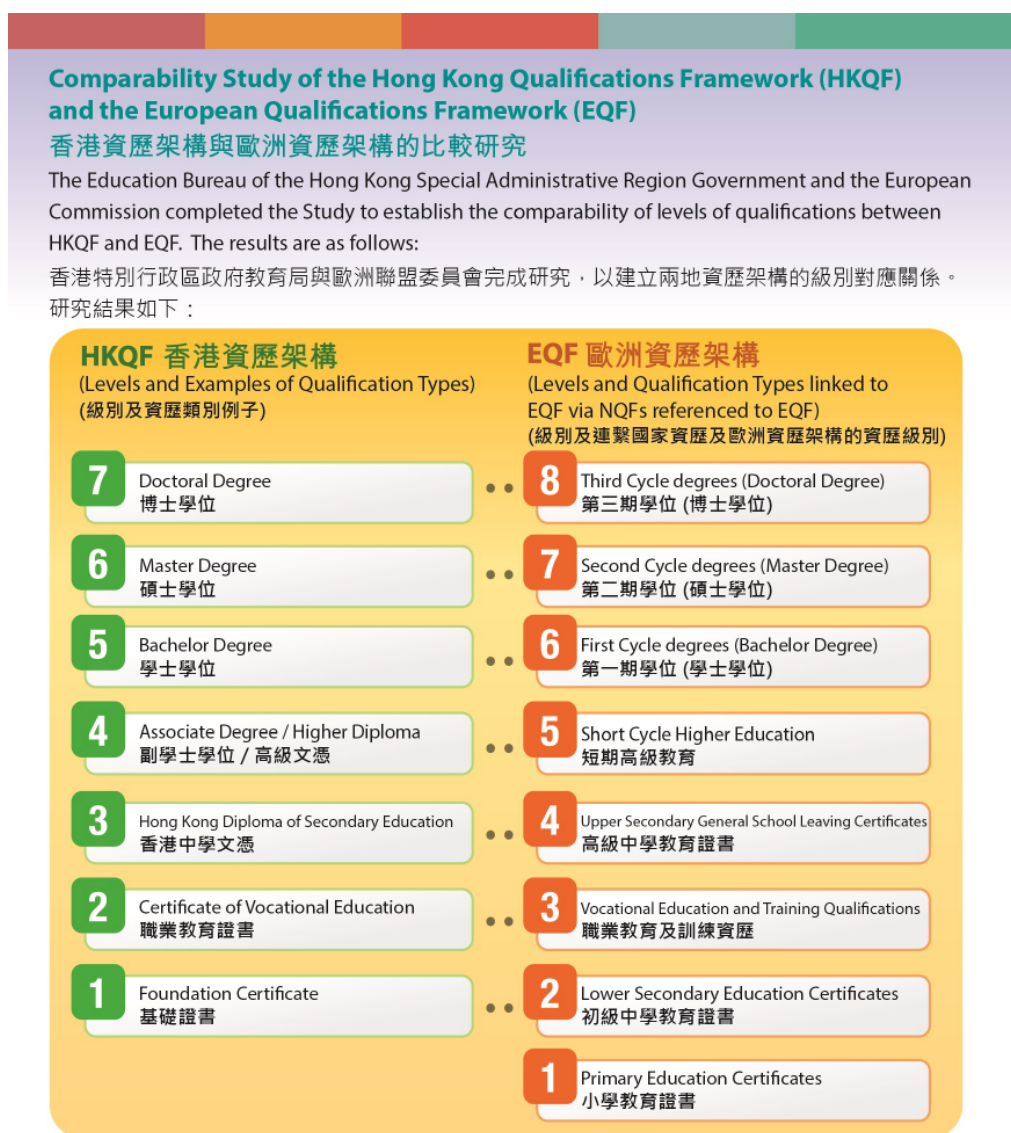 Comparability Study of the Hong Kong Qualifications Framework (HKQF)
and the European Qualifications Framework (EQF)
香港資歷架構與歐洲資歷架構的比較研究
The Education Bureau of the Hong Kong Special Administrative Region Government and the European
Commission completed the Study to establish the comparability of levels of qualifications between
HKQF and EQF. The results are as follows:
香港特別行政區政府教育局與歐洲聯盟委員會完成研究，以建立兩地資歷架構的級別對應關係。
研究結果如下：
HKQF 香港資歷架構
(Levels and Examples of Qualification Types)
(級別及資歷類別例子)
EQF 歐洲資歷架構
(Levels and Qualification Types linked to
EQF via NQFs referenced to EQF)
(級別及連繫國家資歷及歐洲資歷架構的資歷級別)
7
Doctoral Degree
博士學位
8
Third Cycle degrees (Doctoral Degree)
第三期學位 (博士學位)
6
Master Degree
碩士學位
7
Second Cycle degrees (Master Degree)
第二期學位 (碩士學位)
5
Bachelor Degree
學士學位
6
First Cycle degrees (Bachelor Degree)
第一期學位 (學士學位)
4
Associate Degree / Higher Diploma
副學士學位 / 高級文憑
5
Short Cycle Higher Education
短期高級教育
3
Hong Kong Diploma of Secondary Education
香港中學文憑
4
Upper Secondary General School Leaving Certificates
高級中學教育證書
2
Certificate of Vocational Education
職業教育證書
3
Vocational Education and Training Qualifications
職業教育及訓練資歷
1
Foundation Certificate
基礎證書
2
Lower Secondary Education Certificates
初級中學教育證書
1
Primary Education Certificates
小學教育證書